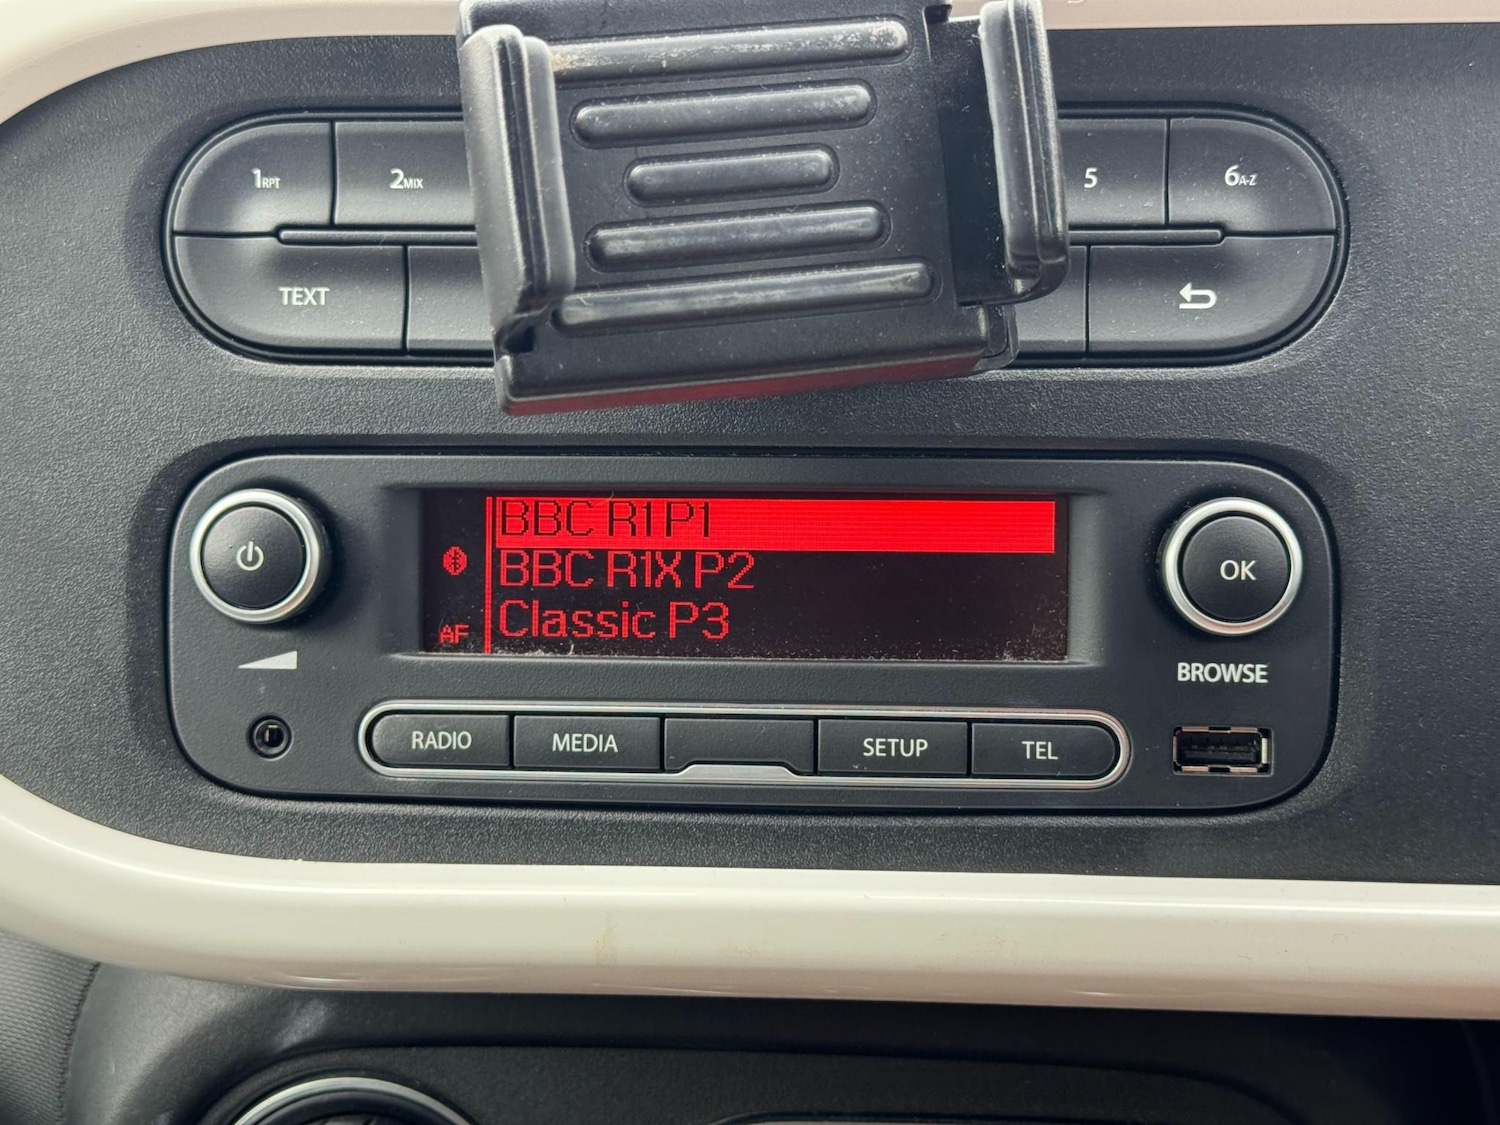 1RPT
2MIX
5
6A-Z
TEXT
BBC R1 P1
BBC R1X P2
Classic P3
AF
OK
BROWSE
RADIO
MEDIA
SETUP
TEL